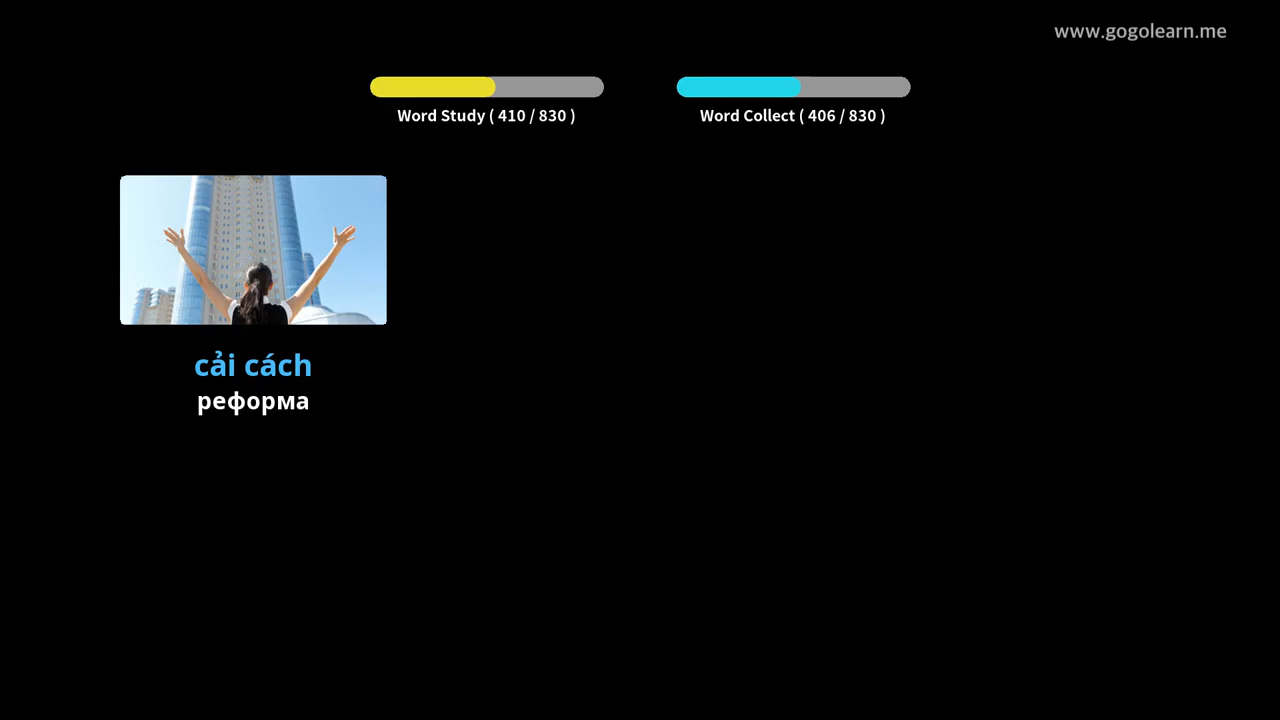 www.gogolearn.me
Word Study ( 410 / 830 )
Word Collect ( 406 / 830 )
cải cách
реформа